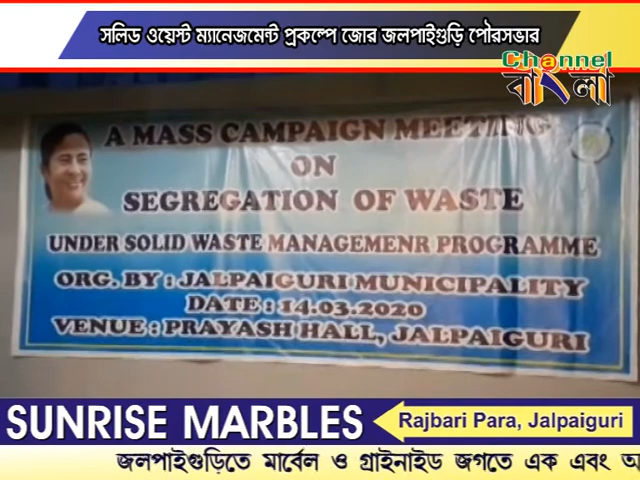 সলিড ওয়েস্ট ম্যানেজমেন্ট প্রকল্পে জোর জলপাইগুড়ি পৌরসভার
Channel
বাংলা
A MASS CAMPAIGN MEETING
ON
SEGREGATION OF WASTE
UNDER SOLID WASTE MANAGEMENR PROGRAMME
ORG. BY : JALPAIGURI MUNICIPALITY
DATE : 14.03.2020
VENUE : PRAYASH HALL, JALPAIGURI
SUNRISE MARBLES
Rajbari Para, Jalpaiguri
জলপাইগুড়িতে মার্বেল ও গ্রাইনাইড জগতে এক এবং